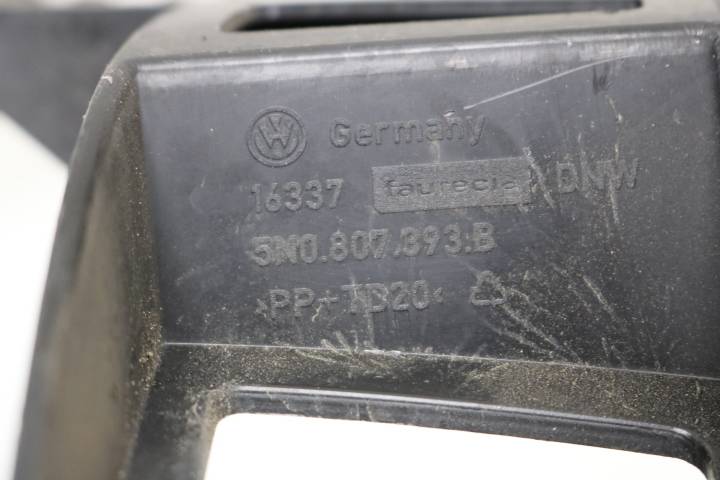 Germany
16337 faurecia DNW
5N0.807.393.B
>PP+TD20<